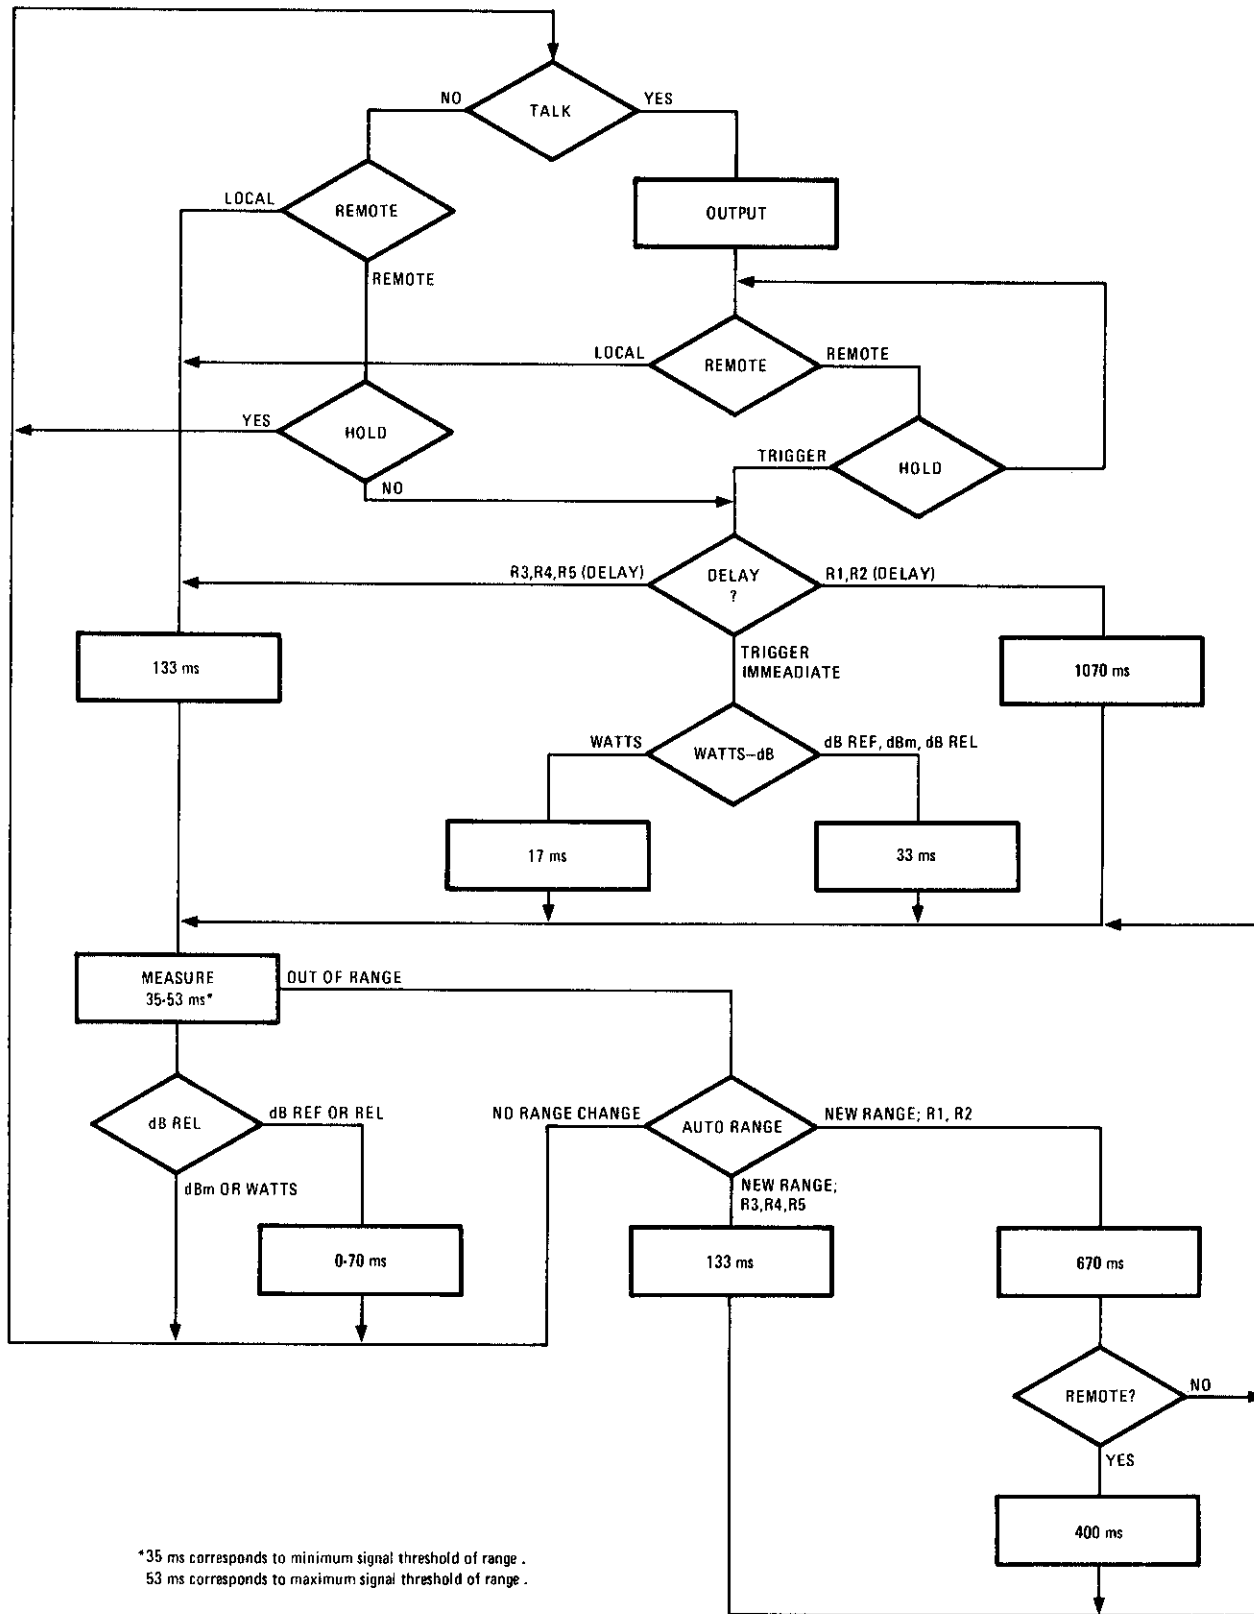 NO
TALK
YES
LOCAL
REMOTE
OUTPUT
REMOTE
LOCAL
REMOTE
REMOTE
YES
HOLD
TRIGGER
HOLD
NO
R3,R4,R5 (DELAY)
DELAY
?
R1,R2 (DELAY)
133 ms
TRIGGER
IMMEADIATE
1070 ms
WATTS
WATTS–dB
dB REF, dBm, dB REL
17 ms
33 ms
MEASURE
35-53 ms*
OUT OF RANGE
dB REL
dB REF OR REL
NO RANGE CHANGE
AUTO RANGE
NEW RANGE; R1, R2
dBm OR WATTS
NEW RANGE;
R3,R4,R5
0-70 ms
133 ms
670 ms
REMOTE?
NO
YES
400 ms
*35 ms corresponds to minimum signal threshold of range .
53 ms corresponds to maximum signal threshold of range .